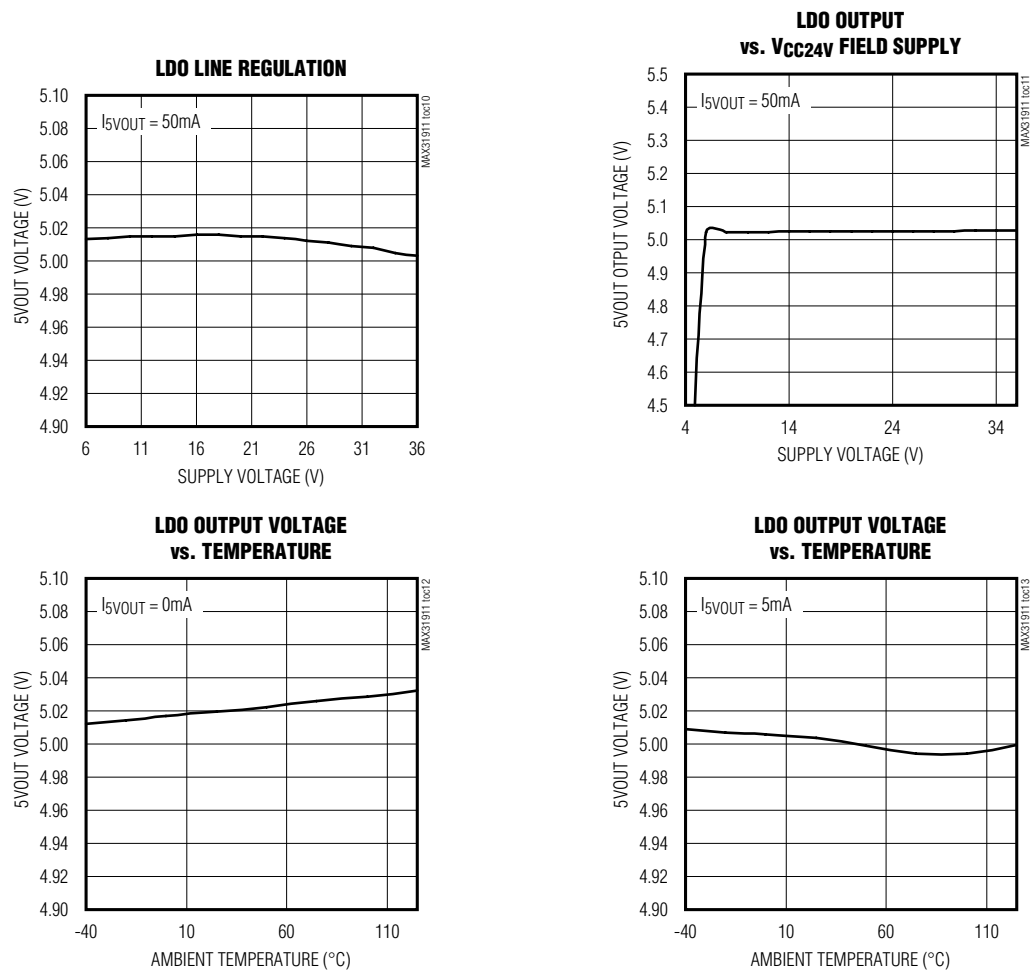 LDO LINE REGULATION
5.10
5.08
5.06
5.04
5.02
5.00
4.98
4.96
4.94
4.92
4.90
5VOUT VOLTAGE (V)
I5VOUT = 50mA
MAX31911 toc10
6 11 16 21 26 31 36
SUPPLY VOLTAGE (V)
LDO OUTPUT
vs. VCC24V FIELD SUPPLY
5.5
5.4
5.3
5.2
5.1
5.0
4.9
4.8
4.7
4.6
4.5
5VOUT OTPUT VOLTAGE (V)
I5VOUT = 50mA
MAX31911 toc11
4 14 24 34
SUPPLY VOLTAGE (V)
LDO OUTPUT VOLTAGE
vs. TEMPERATURE
5.10
5.08
5.06
5.04
5.02
5.00
4.98
4.96
4.94
4.92
4.90
5VOUT VOLTAGE (V)
I5VOUT = 0mA
MAX31911 toc12
-40 10 60 110
AMBIENT TEMPERATURE (°C)
LDO OUTPUT VOLTAGE
vs. TEMPERATURE
5.10
5.08
5.06
5.04
5.02
5.00
4.98
4.96
4.94
4.92
4.90
5VOUT VOLTAGE (V)
I5VOUT = 5mA
MAX31911 toc13
-40 10 60 110
AMBIENT TEMPERATURE (°C)